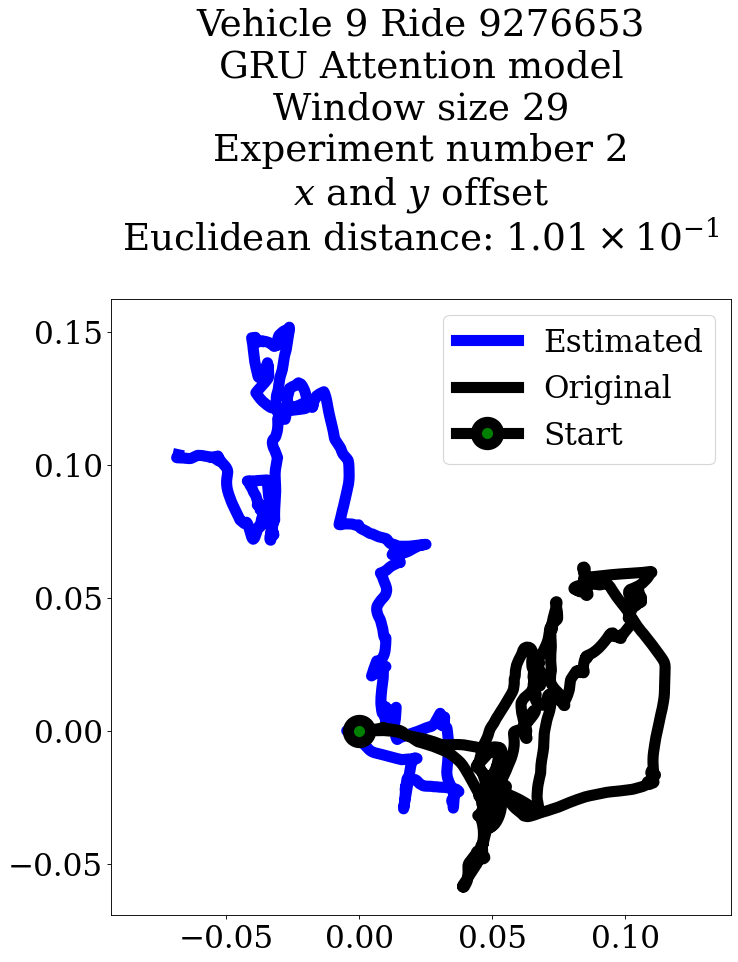 Vehicle 9 Ride 9276653
GRU Attention model
Window size 29
Experiment number 2
x and y offset
Euclidean distance: 1.01 × 10⁻¹
Estimated
Original
Start
0.15
0.10
0.05
0.00
−0.05
−0.05 0.00 0.05 0.10